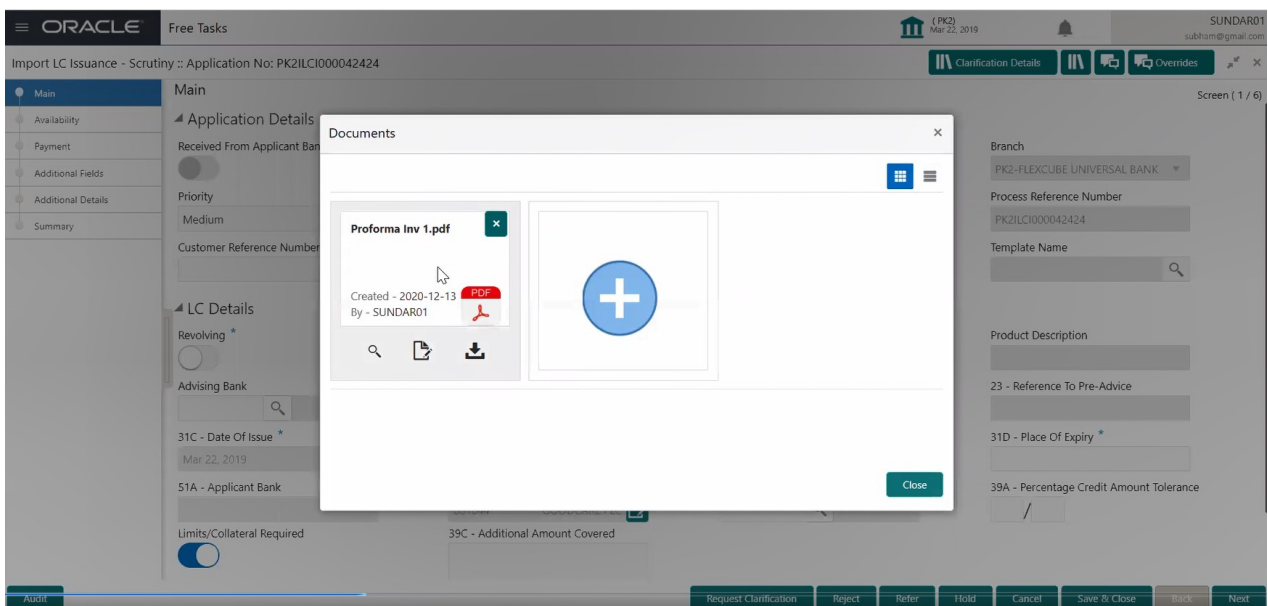 ORACLE
Free Tasks
( PK2)
Mar 22, 2019
SUNDAR01
subham@gmail.com
Import LC Issuance - Scrutiny :: Application No: PK2ILCI000042424
Clarification Details
Overrides
Main
Availability
Payment
Additional Fields
Additional Details
Summary
Main
Screen ( 1 / 6)
Application Details
Received From Applicant Ban
Priority
Medium
Customer Reference Number
LC Details
Revolving *
Advising Bank
31C - Date Of Issue *
Mar 22, 2019
51A - Applicant Bank
Limits/Collateral Required
39C - Additional Amount Covered
Documents
Proforma Inv 1.pdf
Created - 2020-12-13
By - SUNDAR01
PDF
Close
Branch
PK2-FLEXCUBE UNIVERSAL BANK
Process Reference Number
PK2ILCI000042424
Template Name
Product Description
23 - Reference To Pre-Advice
31D - Place Of Expiry *
39A - Percentage Credit Amount Tolerance
/
Audit
Request Clarification
Reject
Refer
Hold
Cancel
Save & Close
Back
Next